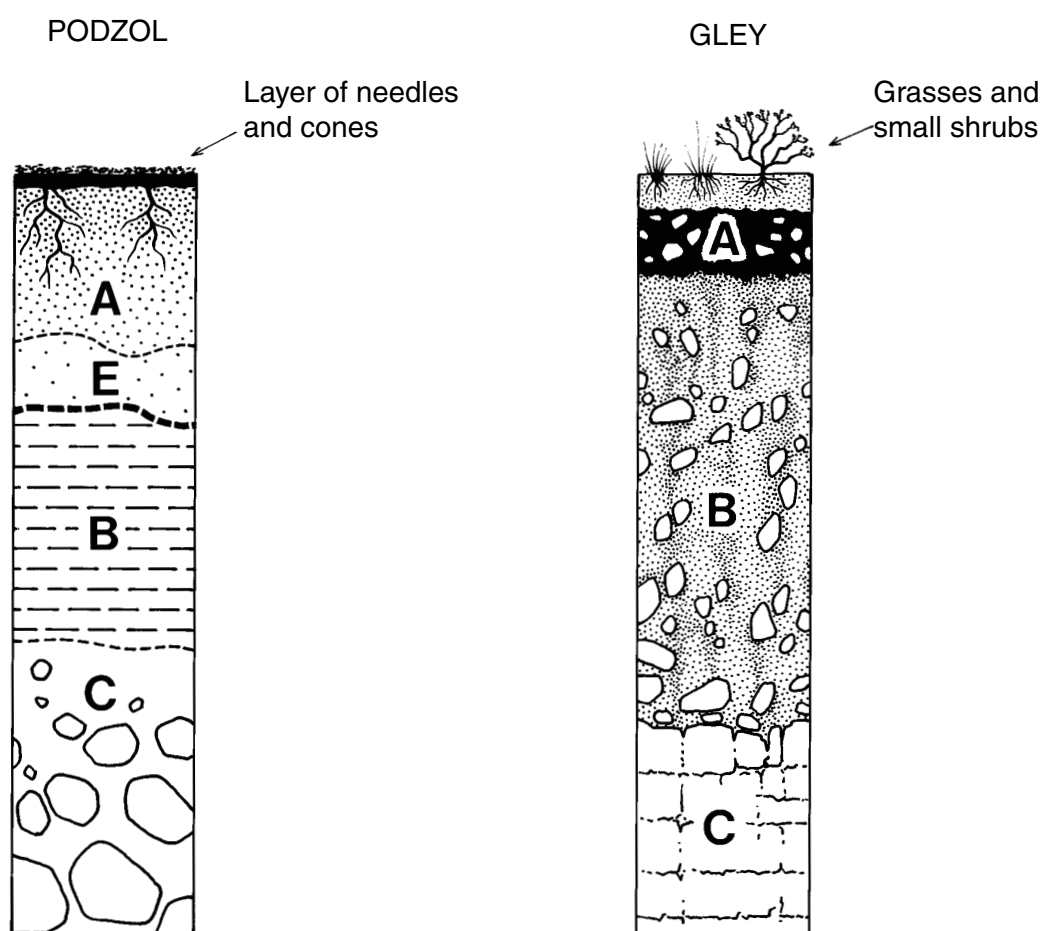 PODZOL
Layer of needles
and cones
A
E
B
C
GLEY
Grasses and
small shrubs
A
B
C